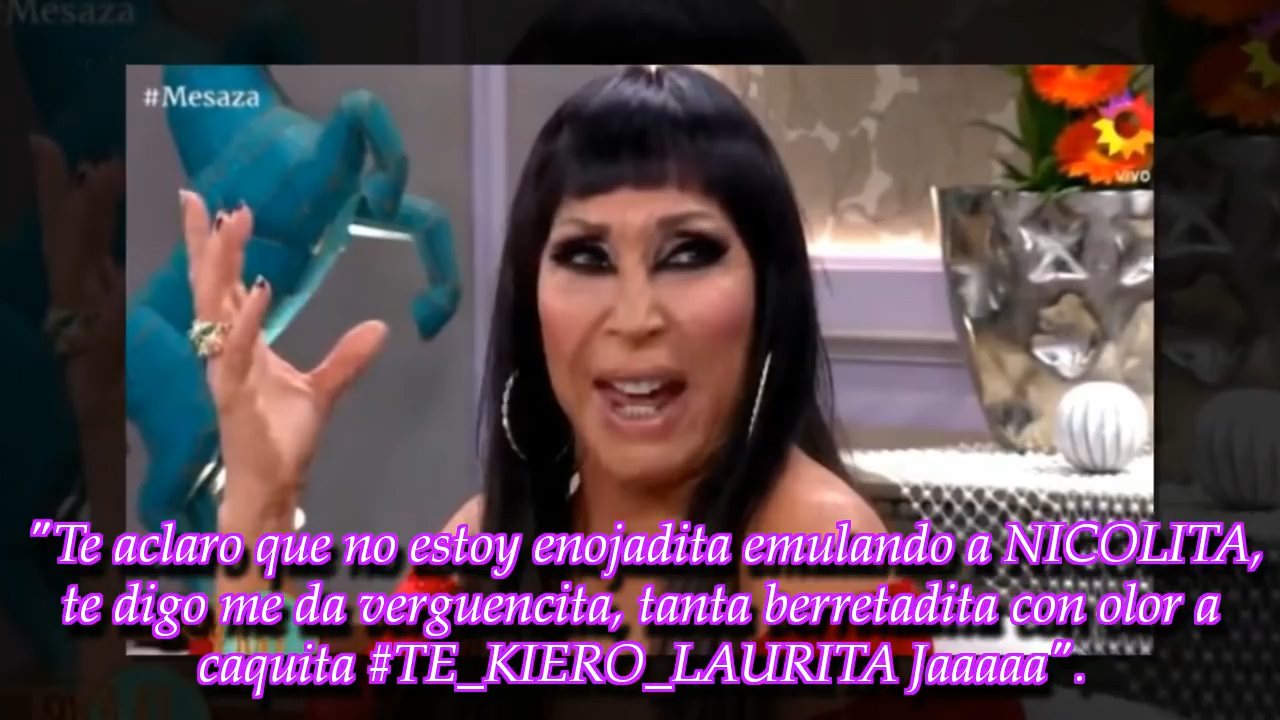 #Mesaza
#Mesaza
VIVO
"Te aclaro que no estoy enojadita emulando a NICOLITA,
te digo me da verguencita, tanta berretadita con olor a
caquita #TE_KIERO_LAURITA Jaaaaa".